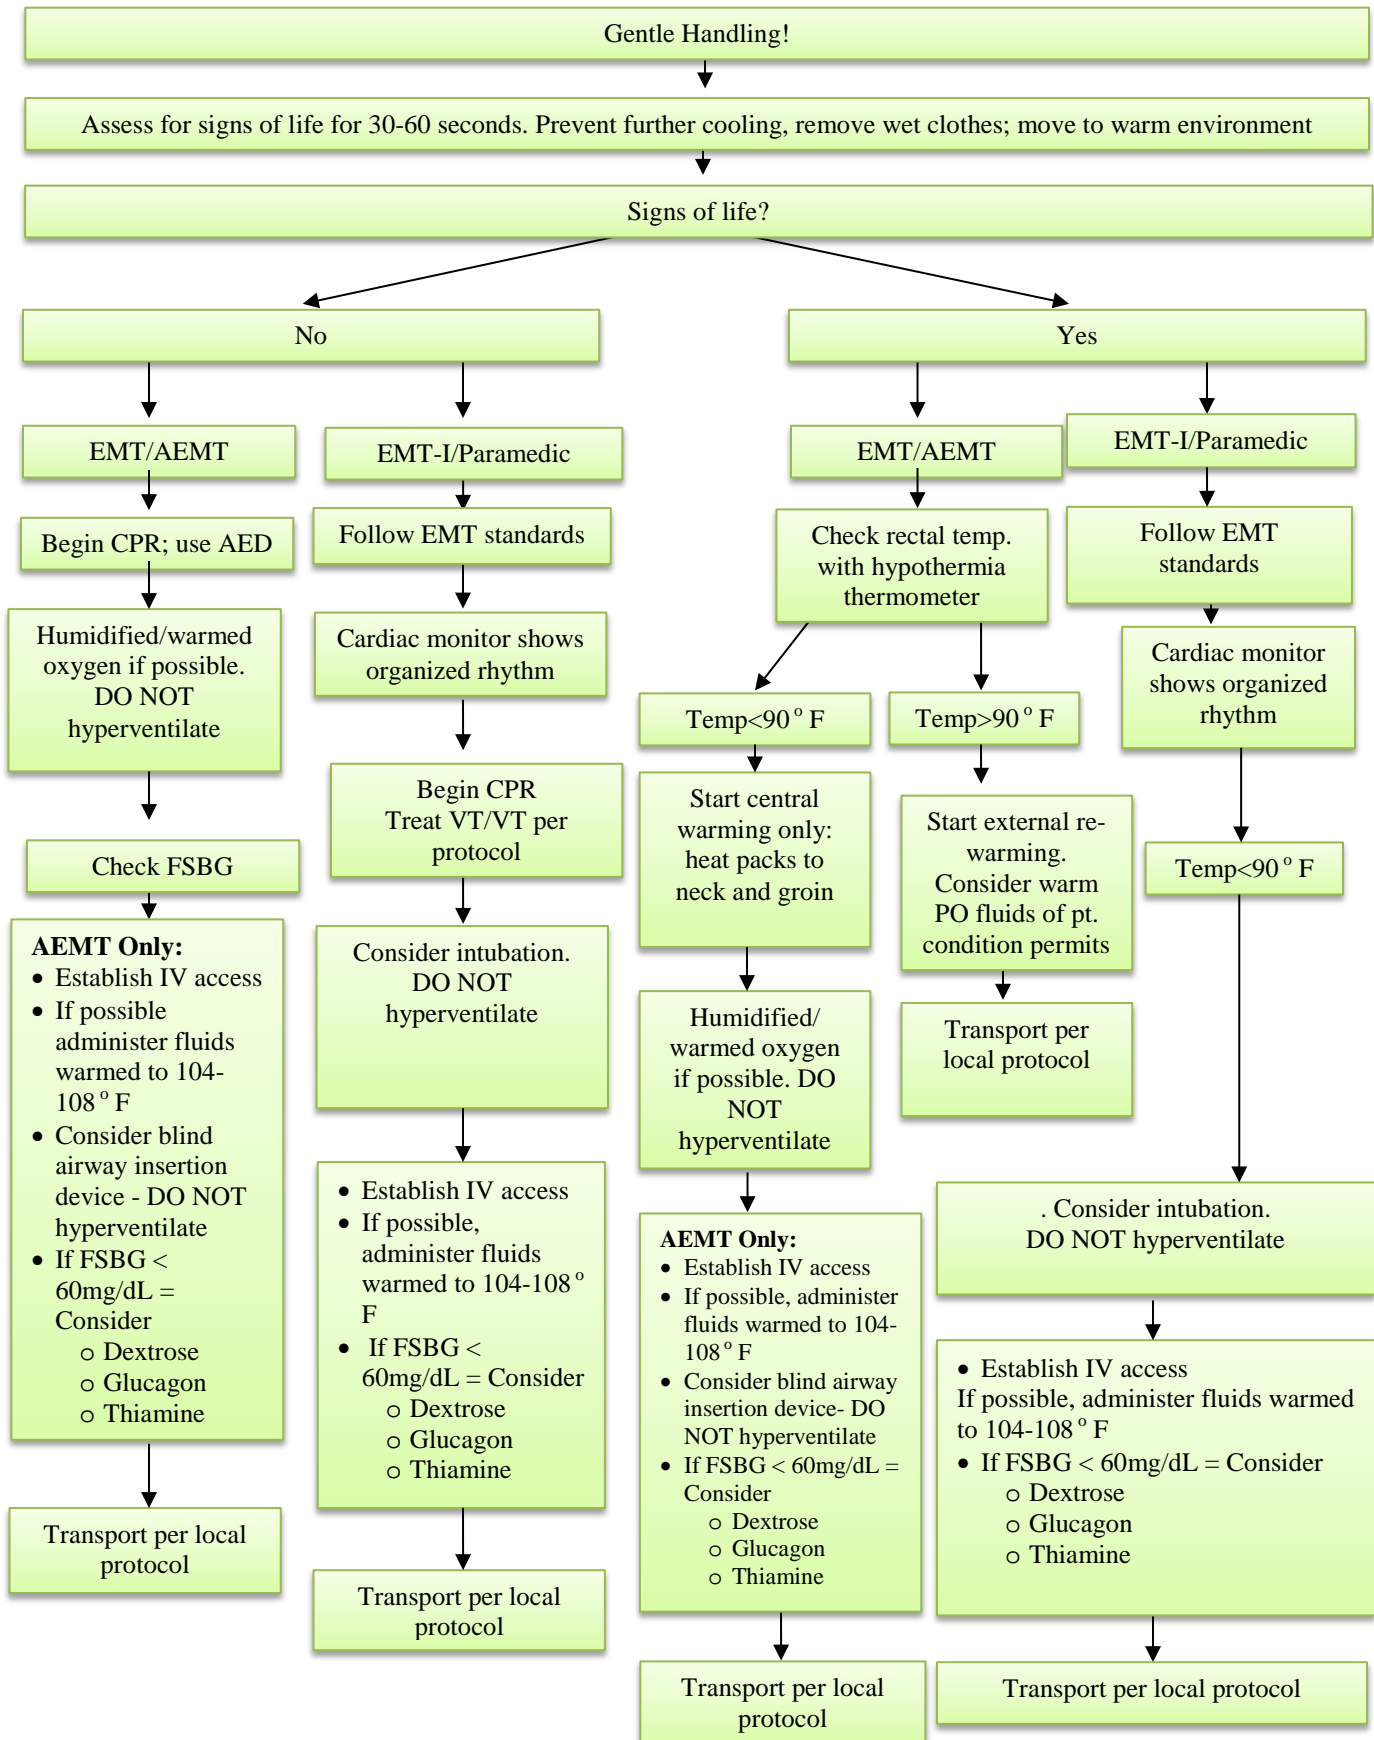 Gentle Handling!
Assess for signs of life for 30-60 seconds. Prevent further cooling, remove wet clothes; move to warm environment
Signs of life?
No
Yes
EMT/AEMT
Begin CPR; use AED
Humidified/warmed
oxygen if possible.
DO NOT
hyperventilate
Check FSBG
AEMT Only:
• Establish IV access
• If possible
administer fluids
warmed to 104-
108° F
• Consider blind
airway insertion
device - DO NOT
hyperventilate
• If FSBG <
60mg/dL =
Consider
o Dextrose
o Glucagon
o Thiamine
Transport per local
protocol
EMT-I/Paramedic
Follow EMT standards
Cardiac monitor shows
organized rhythm
Begin CPR
Treat VT/VT per
protocol
Consider intubation.
DO NOT
hyperventilate
• Establish IV access
• If possible,
administer fluids
warmed to 104-108°
F
• If FSBG <
60mg/dL = Consider
o Dextrose
o Glucagon
o Thiamine
Transport per local
protocol
EMT/AEMT
Check rectal temp.
with hypothermia
thermometer
Temp<90° F
Start central
warming only:
heat packs to
neck and groin
Humidified/
warmed oxygen
if possible. DO
NOT
hyperventilate
AEMT Only:
• Establish IV access
• If possible, administer
fluids warmed to 104-
108° F
• Consider blind airway
insertion device- DO
NOT hyperventilate
• If FSBG < 60mg/dL =
Consider
o Dextrose
o Glucagon
o Thiamine
Transport per local
protocol
Temp>90° F
Start external re-
warming.
Consider warm
PO fluids of pt.
condition permits
Transport per
local protocol
EMT-I/Paramedic
Follow EMT
standards
Cardiac monitor
shows organized
rhythm
Temp<90° F
. Consider intubation.
DO NOT hyperventilate
• Establish IV access
If possible, administer fluids warmed
to 104-108° F
• If FSBG < 60mg/dL = Consider
o Dextrose
o Glucagon
o Thiamine
Transport per local protocol